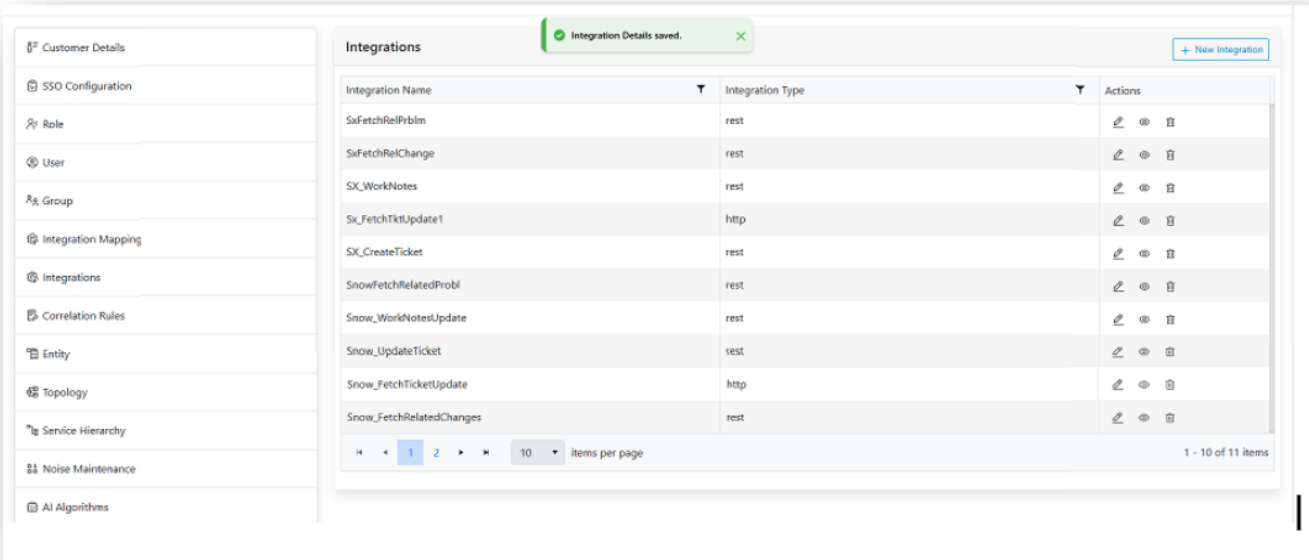 Integration Details saved.
Customer Details
SSO Configuration
Role
User
Group
Integration Mapping
Integrations
Correlation Rules
Entity
Topology
Service Hierarchy
Noise Maintenance
AI Algorithms
Integrations
+ New Integration
Integration Name Integration Type Actions
SxFetchRelPrblm rest
SxFetchRelChange rest
SX_WorkNotes rest
Sx_FetchTktUpdate1 http
SX_CreateTicket rest
SnowFetchRelatedProbl rest
Snow_WorkNotesUpdate rest
Snow_UpdateTicket rest
Snow_FetchTicketUpdate http
Snow_FetchRelatedChanges rest
1 2 10 items per page 1 - 10 of 11 items